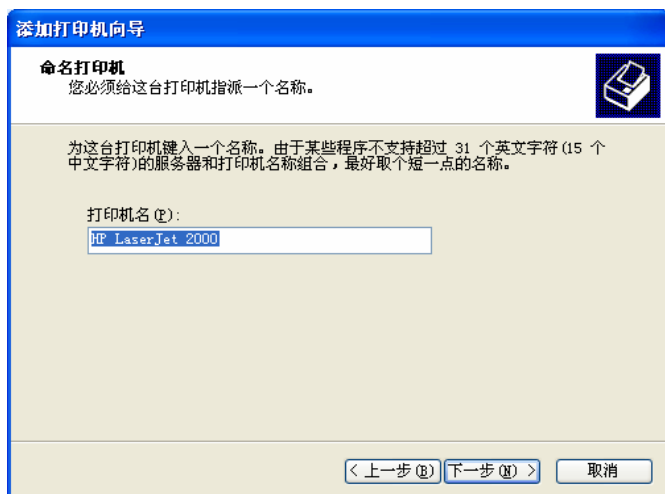 添加打印机向导
命名打印机
您必须给这台打印机指派一个名称。
为这台打印机键入一个名称。由于某些程序不支持超过 31 个英文字符(15 个
中文字符)的服务器和打印机名称组合，最好取个短一点的名称。
打印机名(P):
HP LaserJet 2000
< 上一步(B) 下一步(N) > 取消